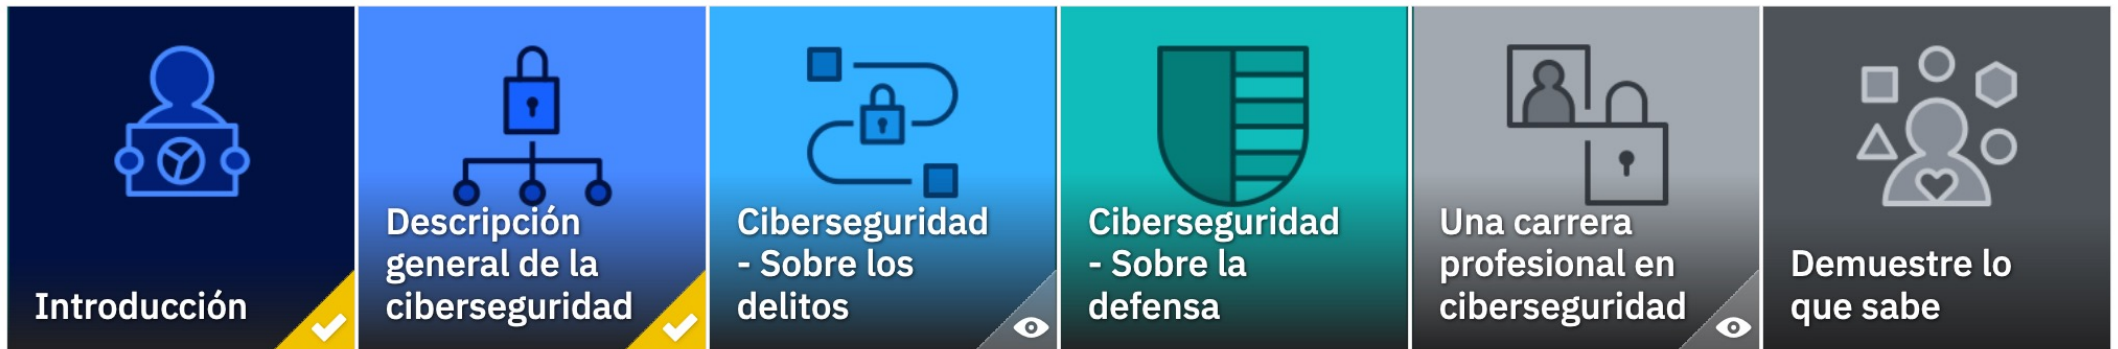 Introducción
Descripción
general de la
ciberseguridad
Ciberseguridad
- Sobre los
delitos
Ciberseguridad
- Sobre la
defensa
Una carrera
profesional en
ciberseguridad
Demuestre lo
que sabe